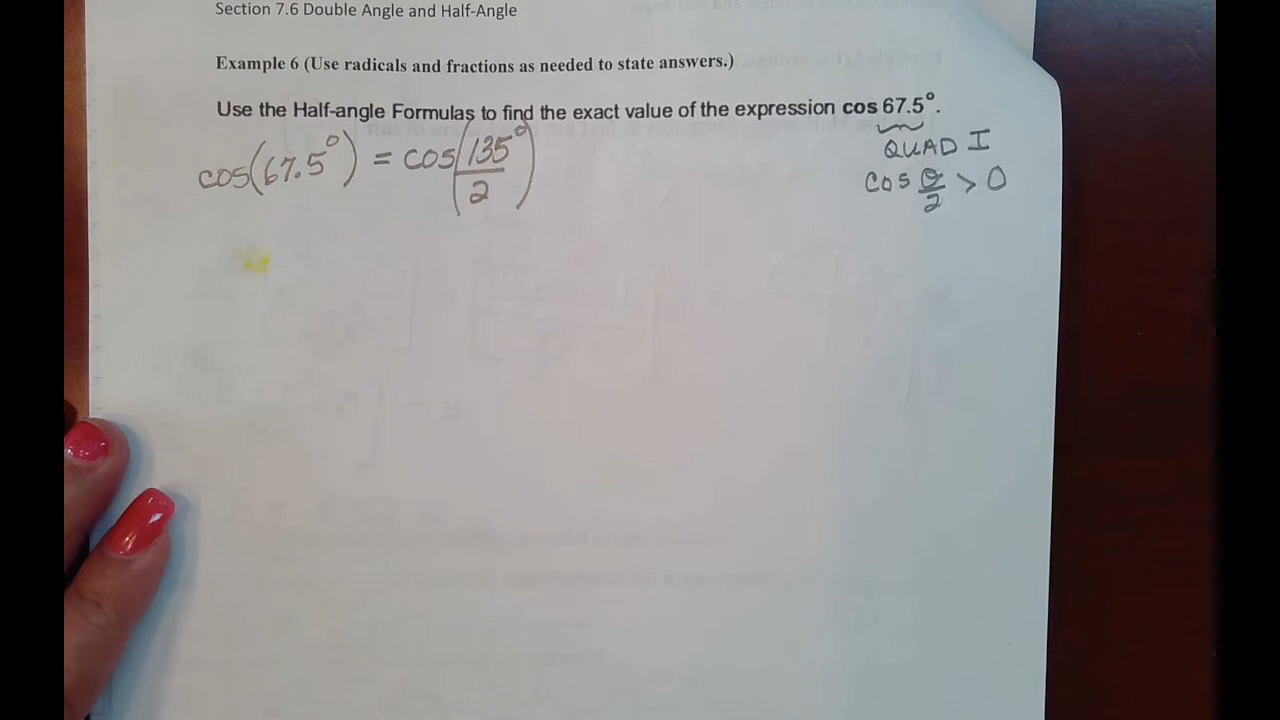 Section 7.6 Double Angle and Half-Angle
Example 6 (Use radicals and fractions as needed to state answers.)
Use the Half-angle Formulas to find the exact value of the expression cos 67.5°.
cos(67.5°) = cos(135°/2)
QUAD I
cos θ/2 > 0